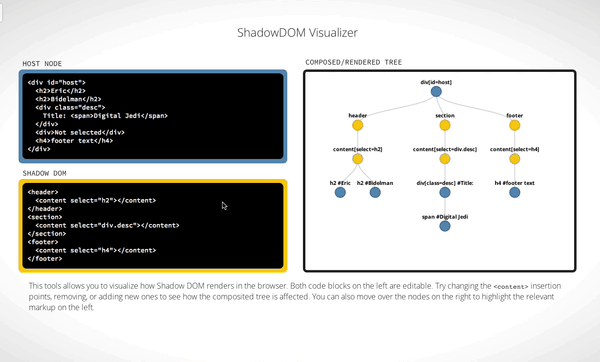 ShadowDOM Visualizer
HOST NODE
<div id="host">
<h2>Eric</h2>
<h2>Bidelman</h2>
<div class="desc">
Title: <span>Digital Jedi</span>
</div>
<div>Not selected</div>
<h4>footer text</h4>
</div>
SHADOW DOM
<header>
<content select="h2"></content>
</header>
<section>
<content select="div.desc"></content>
</section>
<footer>
<content select="h4"></content>
</footer>
COMPOSED/RENDERED TREE
div[id=host]
header section footer
content[select=h2] content[select=div.desc] content[select=h4]
h2 #Eric h2 #Bidelman div[class=desc] #Title: h4 #footer text
span #Digital Jedi
This tools allows you to visualize how Shadow DOM renders in the browser. Both code blocks on the left are editable. Try changing the <content> insertion
points, removing, or adding new ones to see how the composited tree is affected. You can also move over the nodes on the right to highlight the relevant
markup on the left.